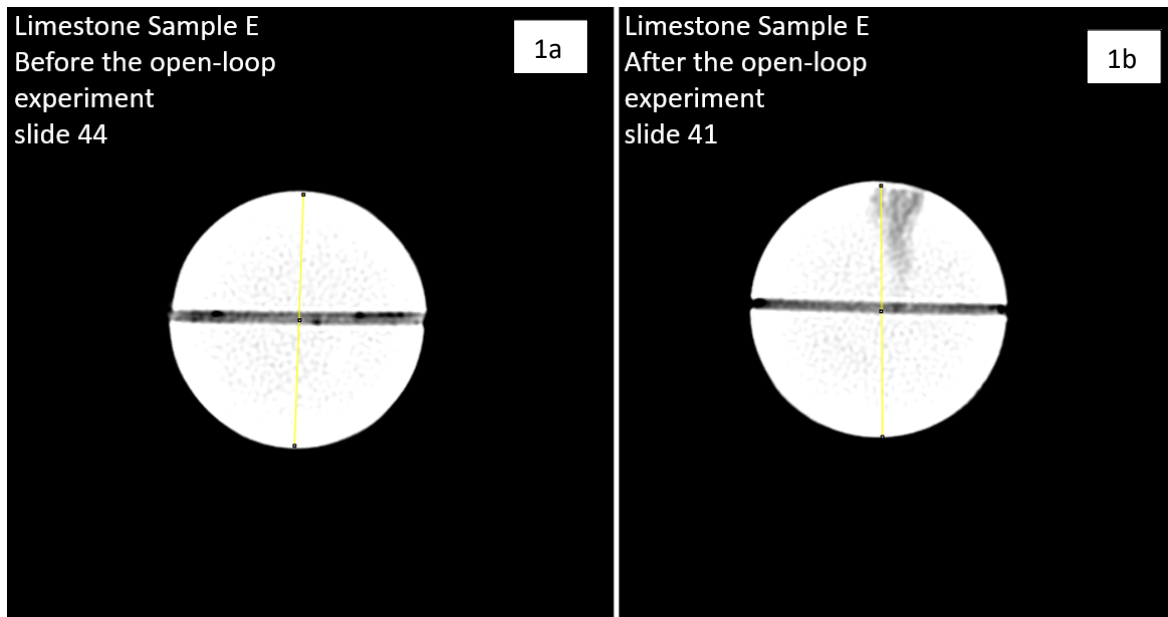 Limestone Sample E
Before the open-loop
experiment
slide 44
1a
Limestone Sample E
After the open-loop
experiment
slide 41
1b